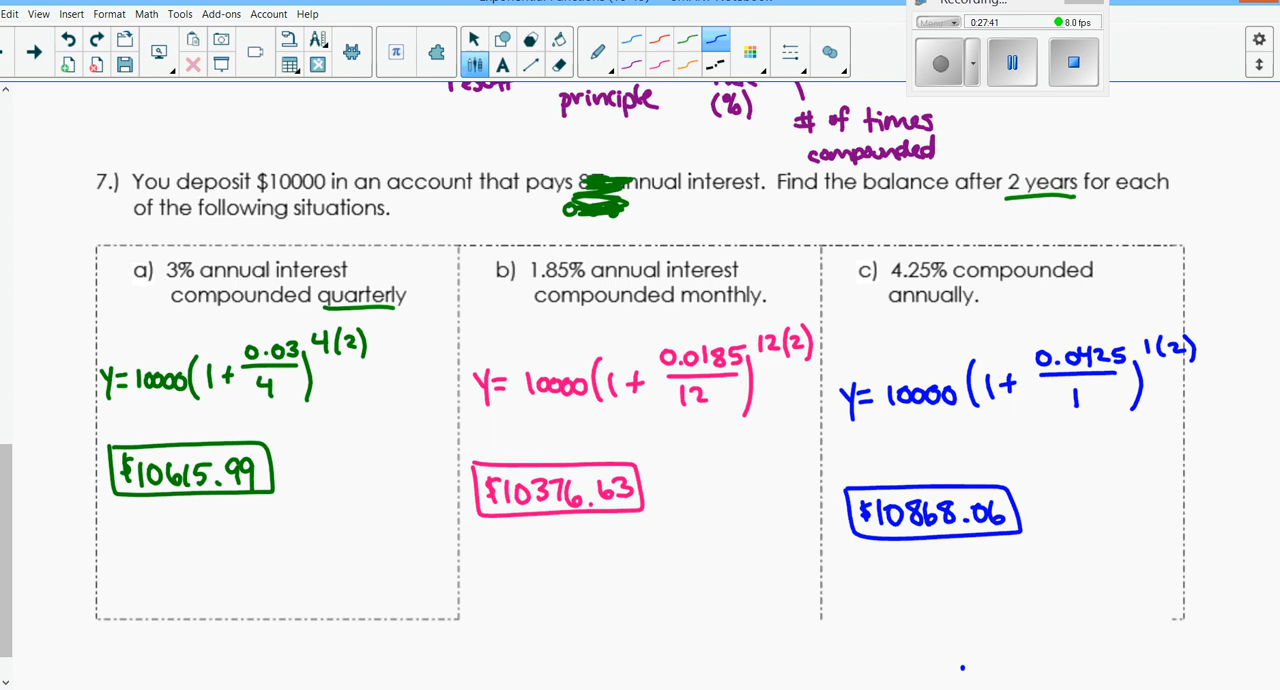 Edit View Insert Format Math Tools Add-ons Account Help
0:27:41 8.0 fps
principle
(%)
# of times
compounded
7.) You deposit $10000 in an account that pays annual interest. Find the balance after 2 years for each
of the following situations.
a) 3% annual interest
compounded quarterly
y=10000(1+0.03/4)^4(2)
$10615.99
b) 1.85% annual interest
compounded monthly.
y=10000(1+0.0185/12)^12(2)
$10376.63
c) 4.25% compounded
annually.
y=10000(1+0.0425/1)^1(2)
$10868.06